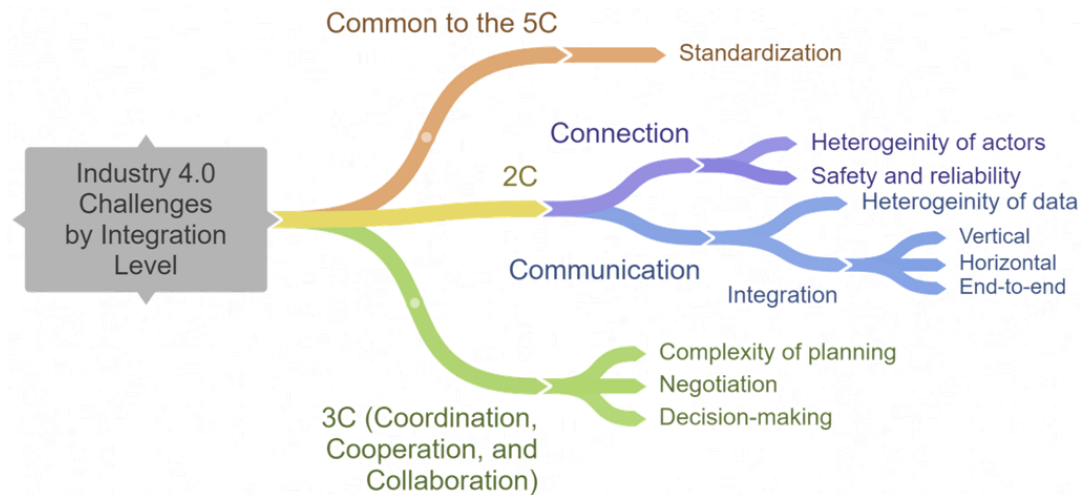 Common to the 5C
Standardization
Industry 4.0
Challenges
by Integration
Level
2C
Connection
Heterogeinity of actors
Safety and reliability
Communication
Heterogeinity of data
Integration
Vertical
Horizontal
End-to-end
3C (Coordination,
Cooperation, and
Collaboration)
Complexity of planning
Negotiation
Decision-making